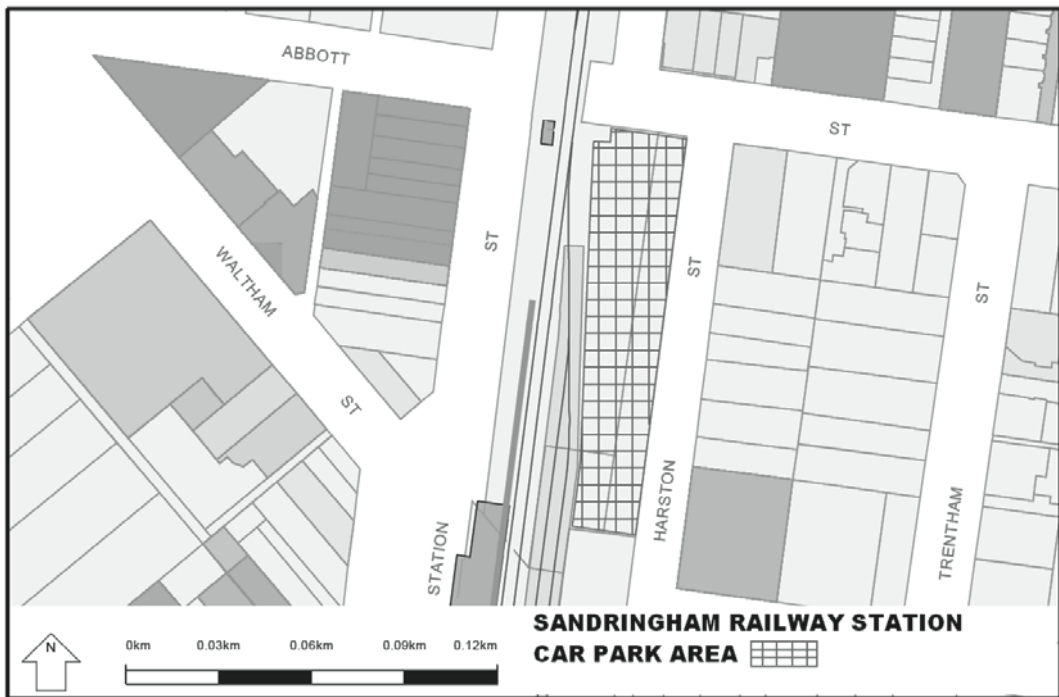 ABBOTT
ST
ST
WALTHAM
ST
ST
ST
STATION
HARSTON
TRENTHAM
N
0km 0.03km 0.06km 0.09km 0.12km
SANDRINGHAM RAILWAY STATION
CAR PARK AREA